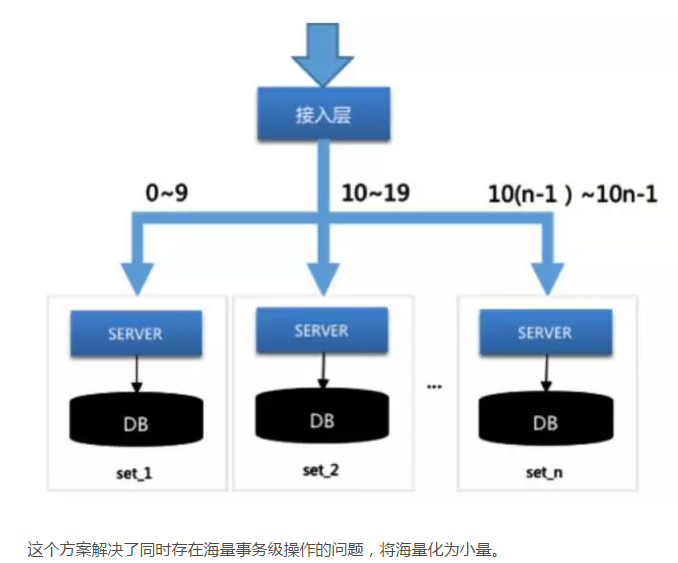 接入层
0~9
10~19
10(n-1）~10n-1
SERVER
SERVER
SERVER
...
DB
DB
DB
set_1
set_2
set_n
这个方案解决了同时存在海量事务级操作的问题，将海量化为小量。